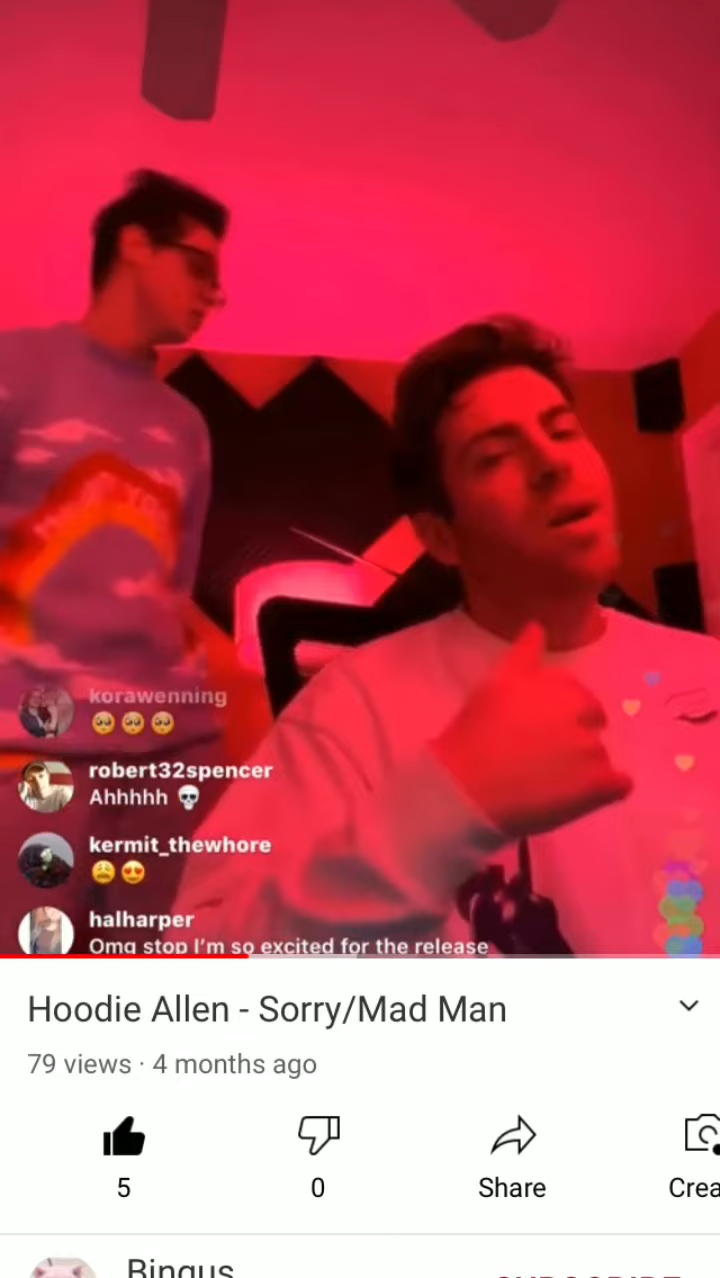 korawenning
🥺🥺🥺
robert32spencer
Ahhhhh 💀
kermit_thewhore
😩😍
halharper
Omg stop I'm so excited for the release
Hoodie Allen - Sorry/Mad Man
79 views · 4 months ago
5
0
Share
Crea
Bingus
SUBSCRIBE